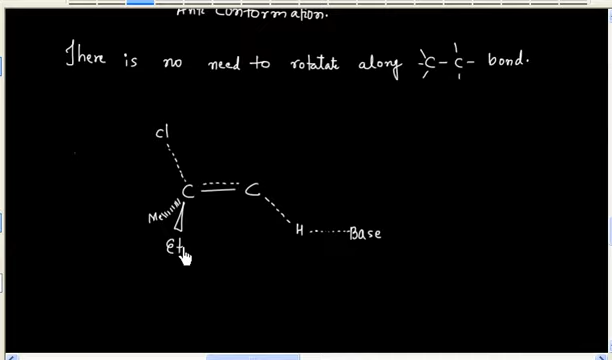 Anti Conformation.
There is no need to rotatate along -C-C- bond.
Cl
C C
Me
H Base
Et